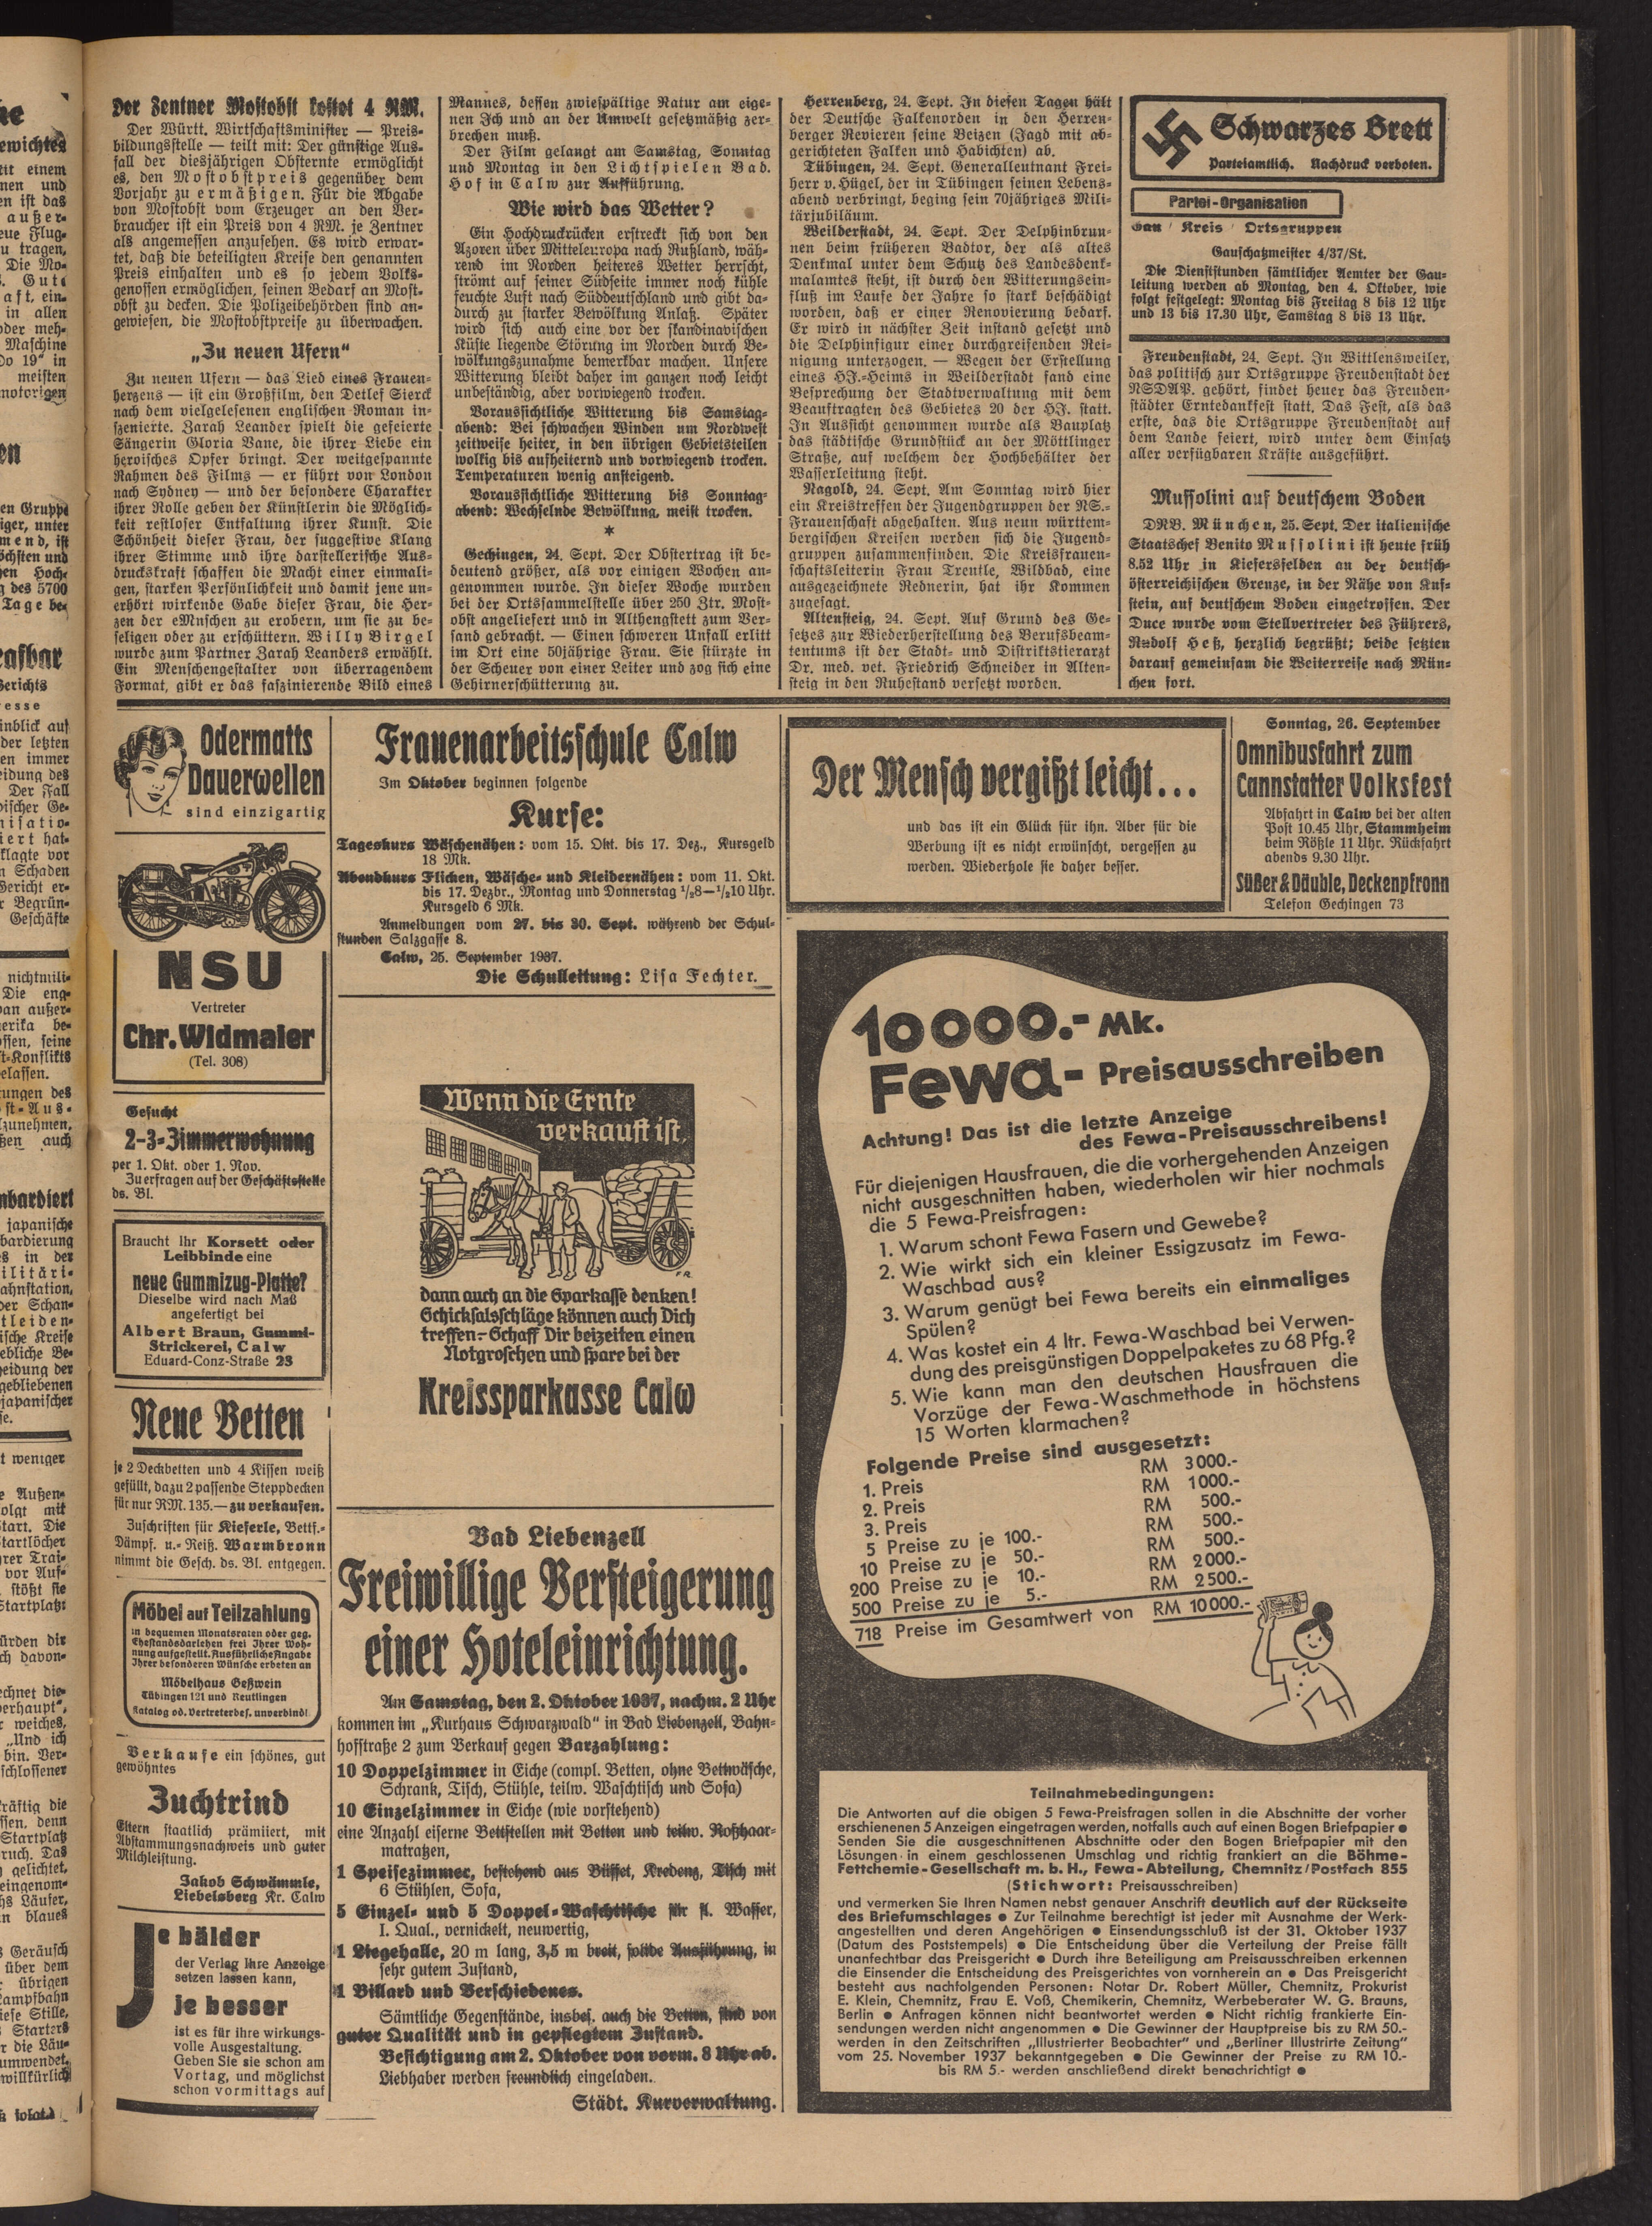 Der Zentner Mostobst kostet 4 RM.
Der Württ. Wirtschaftsminister — Preis-
bildungsstelle — teilt mit: Der günstige Aus-
fall der diesjährigen Obsternte ermöglicht
es, den Mostobstpreis gegenüber dem
Vorjahr zu ermäßigen. Für die Abgabe
von Mostobst vom Erzeuger an den Ver-
braucher ist ein Preis von 4 RM. je Zentner
als angemessen anzusehen. Es wird erwar-
tet, daß die beteiligten Kreise den genannten
Preis einhalten und es so jedem Volks-
genossen ermöglichen, seinen Bedarf an Most-
obst zu decken. Die Polizeibehörden sind an-
gewiesen, die Mostobstpreise zu überwachen.
„Zu neuen Ufern“
Zu neuen Ufern — das Lied eines Frauen-
herzens — ist ein Großfilm, den Detlef Sierck
nach dem vielgelesenen englischen Roman in-
szenierte. Zarah Leander spielt die gefeierte
Sängerin Gloria Vane, die ihrer Liebe ein
heroisches Opfer bringt. Der weitgespannte
Rahmen des Films — er führt von London
nach Sydney — und der besondere Charakter
ihrer Rolle geben der Künstlerin die Möglich-
keit restloser Entfaltung ihrer Kunst. Die
Schönheit dieser Frau, der suggestive Klang
ihrer Stimme und ihre darstellerische Aus-
druckskraft schaffen die Macht einer einmali-
gen, starken Persönlichkeit und damit jene un-
erhört wirkende Gabe dieser Frau, die Her-
zen der eMnschen zu erobern, um sie zu be-
seligen oder zu erschüttern. Willy Birgel
wurde zum Partner Zarah Leanders erwählt.
Ein Menschengestalter von überragendem
Format, gibt er das faszinierende Bild eines
Mannes, dessen zwiespältige Natur am eige-
nen Ich und an der Umwelt gesetzmäßig zer-
brechen muß.
Der Film gelangt am Samstag, Sonntag
und Montag in den Lichtspielen Bad.
Hof in Calw zur Aufführung.
Wie wird das Wetter?
Ein Hochdruckrücken erstreckt sich von den
Azoren über Mitteleuropa nach Rußland, wäh-
rend im Norden heiteres Wetter herrscht,
strömt auf seiner Südseite immer noch kühle
feuchte Luft nach Süddeutschland und gibt da-
durch zu starker Bewölkung Anlaß. Später
wird sich auch eine vor der skandinavischen
Küste liegende Störung im Norden durch Be-
wölkungszunahme bemerkbar machen. Unsere
Witterung bleibt daher im ganzen noch leicht
unbeständig, aber vorwiegend trocken.
Voraussichtliche Witterung bis Samstag-
abend: Bei schwachen Winden um Nordwest
zeitweise heiter, in den übrigen Gebietsteilen
wolkig bis aufheiternd und vorwiegend trocken.
Temperaturen wenig ansteigend.
Voraussichtliche Witterung bis Sonntag-
abend: Wechselnde Bewölkung, meist trocken.
*
Gechingen, 24. Sept. Der Obstertrag ist be-
deutend größer, als vor einigen Wochen an-
genommen wurde. In dieser Woche wurden
bei der Ortssammelstelle über 250 Ztr. Most-
obst angeliefert und in Althengstett zum Ver-
sand gebracht. — Einen schweren Unfall erlitt
im Ort eine 50jährige Frau. Sie stürzte in
der Scheuer von einer Leiter und zog sich eine
Gehirnerschütterung zu.
Herrenberg, 24. Sept. In diesen Tagen hält
der Deutsche Falkenorden in den Herren-
berger Revieren seine Beizen (Jagd mit ab-
gerichteten Falken und Habichten) ab.
Tübingen, 24. Sept. Generalleutnant Frei-
herr v. Hügel, der in Tübingen seinen Lebens-
abend verbringt, beging sein 70jähriges Mili-
tärjubiläum.
Weilderstadt, 24. Sept. Der Delphinbrun-
nen beim früheren Badtor, der als altes
Denkmal unter dem Schutz des Landesdenk-
malamtes steht, ist durch den Witterungsein-
fluß im Laufe der Jahre so stark beschädigt
worden, daß er einer Renovierung bedarf.
Er wird in nächster Zeit instand gesetzt und
die Delphinfigur einer durchgreifenden Rei-
nigung unterzogen. — Wegen der Erstellung
eines HJ.-Heims in Weilderstadt fand eine
Besprechung der Stadtverwaltung mit dem
Beauftragten des Gebietes 20 der HJ. statt.
In Aussicht genommen wurde als Bauplatz
das städtische Grundstück an der Möttlinger
Straße, auf welchem der Hochbehälter der
Wasserleitung steht.
Nagold, 24. Sept. Am Sonntag wird hier
ein Kreistreffen der Jugendgruppen der NS.-
Frauenschaft abgehalten. Aus neun württem-
bergischen Kreisen werden sich die Jugend-
gruppen zusammenfinden. Die Kreisfrauen-
schaftsleiterin Frau Treutle, Wildbad, eine
ausgezeichnete Rednerin, hat ihr Kommen
zugesagt.
Altensteig, 24. Sept. Auf Grund des Ge-
setzes zur Wiederherstellung des Berufsbeam-
tentums ist der Stadt- und Distriktstierarzt
Dr. med. vet. Friedrich Schneider in Alten-
steig in den Ruhestand versetzt worden.
Schwarzes Brett
Parteiamtlich. Nachdruck verboten.
Partei-Organisation
Gau / Kreis / Ortsgruppen
Gauschatzmeister 4/37/St.
Die Dienststunden sämtlicher Aemter der Gau-
leitung werden ab Montag, den 4. Oktober, wie
folgt festgelegt: Montag bis Freitag 8 bis 12 Uhr
und 13 bis 17.30 Uhr, Samstag 8 bis 13 Uhr.
Freudenstadt, 24. Sept. In Wittlensweiler,
das politisch zur Ortsgruppe Freudenstadt der
NSDAP. gehört, findet heuer das Freuden-
städter Erntedankfest statt. Das Fest, als das
erste, das die Ortsgruppe Freudenstadt auf
dem Lande feiert, wird unter dem Einsatz
aller verfügbaren Kräfte ausgeführt.
Mussolini auf deutschem Boden
DNB. München, 25. Sept. Der italienische
Staatschef Benito Mussolini ist heute früh
8.52 Uhr in Kiefersfelden an der deutsch-
österreichischen Grenze, in der Nähe von Kuf-
stein, auf deutschem Boden eingetroffen. Der
Duce wurde vom Stellvertreter des Führers,
Rudolf Heß, herzlich begrüßt; beide setzten
darauf gemeinsam die Weiterreise nach Mün-
chen fort.
Odermatts
Dauerwellen
sind einzigartig
NSU
Vertreter
Chr. Widmaier
(Tel. 308)
Gesucht
2-3-Zimmerwohnung
per 1. Okt. oder 1. Nov.
Zu erfragen auf der Geschäftsstelle
ds. Bl.
Braucht Ihr Korsett oder
Leibbinde eine
neue Gummizug-Platte?
Dieselbe wird nach Maß
angefertigt bei
Albert Braun, Gummi-
Strickerei, Calw
Eduard-Conz-Straße 23
Neue Betten
je 2 Deckbetten und 4 Kissen weiß
gefüllt, dazu 2 passende Steppdecken
für nur RM. 135.— zu verkaufen.
Zuschriften für Kieferle, Bettf.-
Dämpf. u.- Reiß. Warmbronn
nimmt die Gesch. ds. Bl. entgegen.
Möbel auf Teilzahlung
in bequemen Monatsraten oder geg.
Ehestandsdarlehen frei Ihrer Woh-
nung aufgestellt. Ausführliche Angabe
Ihrer besonderen Wünsche erbeten an
Möbelhaus Geßwein
Tübingen 121 und Reutlingen
Katalog od. Vertreterbes. unverbindl.
Verkaufe ein schönes, gut
gewöhntes
Zuchtrind
Eltern staatlich prämiiert, mit
Abstammungsnachweis und guter
Milchleistung.
Jakob Schwämmle,
Liebelsberg Kr. Calw
Je bälder
der Verlag Ihre Anzeige
setzen lassen kann,
je besser
ist es für ihre wirkungs-
volle Ausgestaltung.
Geben Sie sie schon am
Vortag, und möglichst
schon vormittags auf
Frauenarbeitsschule Calw
Im Oktober beginnen folgende
Kurse:
Tageskurs Wäschenähen: vom 15. Okt. bis 17. Dez., Kursgeld
18 Mk.
Abendkurs Flicken, Wäsche- und Kleidernähen: vom 11. Okt.
bis 17. Dezbr., Montag und Donnerstag ½8—½10 Uhr.
Kursgeld 6 Mk.
Anmeldungen vom 27. bis 30. Sept. während der Schul-
stunden Salzgasse 8.
Calw, 25. September 1937.
Die Schulleitung: Lisa Fechter.
Wenn die Ernte
verkauft ist,
FR
dann auch an die Sparkasse denken!
Schicksalsschläge können auch Dich
treffen. - Schaff Dir beizeiten einen
Notgroschen und spare bei der
Kreissparkasse Calw
Bad Liebenzell
Freiwillige Versteigerung
einer Hoteleinrichtung.
Am Samstag, den 2. Oktober 1937, nachm. 2 Uhr
kommen im „Kurhaus Schwarzwald“ in Bad Liebenzell, Bahn-
hofstraße 2 zum Verkauf gegen Barzahlung:
10 Doppelzimmer in Eiche (compl. Betten, ohne Bettwäsche,
Schrank, Tisch, Stühle, teilw. Waschtisch und Sofa)
10 Einzelzimmer in Eiche (wie vorstehend)
eine Anzahl eiserne Bettstellen mit Betten und teilw. Roßhaar-
matratzen,
1 Speisezimmer, bestehend aus Büffet, Kredenz, Tisch mit
6 Stühlen, Sofa,
5 Einzel- und 5 Doppel-Waschtische für fl. Wasser,
I. Qual., vernickelt, neuwertig,
1 Liegehalle, 20 m lang, 3,5 m breit, solide Ausführung, in
sehr gutem Zustand,
1 Billard und Verschiedenes.
Sämtliche Gegenstände, insbes. auch die Betten, sind von
guter Qualität und in gepflegtem Zustand.
Besichtigung am 2. Oktober von vorm. 8 Uhr ab.
Liebhaber werden freundlich eingeladen.
Städt. Kurverwaltung.
Der Mensch vergißt leicht...
und das ist ein Glück für ihn. Aber für die
Werbung ist es nicht erwünscht, vergessen zu
werden. Wiederhole sie daher besser.
Sonntag, 26. September
Omnibusfahrt zum
Cannstatter Volksfest
Abfahrt in Calw bei der alten
Post 10.45 Uhr, Stammheim
beim Rößle 11 Uhr. Rückfahrt
abends 9.30 Uhr.
Süßer & Däuble, Deckenpfronn
Telefon Gechingen 73
10000.- Mk.
Fewa- Preisausschreiben
Achtung! Das ist die letzte Anzeige
des Fewa-Preisausschreibens!
Für diejenigen Hausfrauen, die die vorhergehenden Anzeigen
nicht ausgeschnitten haben, wiederholen wir hier nochmals
die 5 Fewa-Preisfragen:
1. Warum schont Fewa Fasern und Gewebe?
2. Wie wirkt sich ein kleiner Essigzusatz im Fewa-
Waschbad aus?
3. Warum genügt bei Fewa bereits ein einmaliges
Spülen?
4. Was kostet ein 4 ltr. Fewa-Waschbad bei Verwen-
dung des preisgünstigen Doppelpaketes zu 68 Pfg.?
5. Wie kann man den deutschen Hausfrauen die
Vorzüge der Fewa-Waschmethode in höchstens
15 Worten klarmachen?
Folgende Preise sind ausgesetzt:
1. Preis RM 3000.-
2. Preis RM 1000.-
3. Preis RM 500.-
5 Preise zu je 100.- RM 500.-
10 Preise zu je 50.- RM 500.-
200 Preise zu je 10.- RM 2000.-
500 Preise zu je 5.- RM 2500.-
718 Preise im Gesamtwert von RM 10000.-
Teilnahmebedingungen:
Die Antworten auf die obigen 5 Fewa-Preisfragen sollen in die Abschnitte der vorher
erschienenen 5 Anzeigen eingetragen werden, notfalls auch auf einen Bogen Briefpapier ●
Senden Sie die ausgeschnittenen Abschnitte oder den Bogen Briefpapier mit den
Lösungen in einem geschlossenen Umschlag und richtig frankiert an die Böhme-
Fettchemie-Gesellschaft m. b. H., Fewa-Abteilung, Chemnitz/Postfach 855
(Stichwort: Preisausschreiben)
und vermerken Sie Ihren Namen nebst genauer Anschrift deutlich auf der Rückseite
des Briefumschlages ● Zur Teilnahme berechtigt ist jeder mit Ausnahme der Werk-
angestellten und deren Angehörigen ● Einsendungsschluß ist der 31. Oktober 1937
(Datum des Poststempels) ● Die Entscheidung über die Verteilung der Preise fällt
unanfechtbar das Preisgericht ● Durch ihre Beteiligung am Preisausschreiben erkennen
die Einsender die Entscheidung des Preisgerichtes von vornherein an ● Das Preisgericht
besteht aus nachfolgenden Personen: Notar Dr. Robert Müller, Chemnitz, Prokurist
E. Klein, Chemnitz, Frau E. Voß, Chemikerin, Chemnitz, Werbeberater W. G. Brauns,
Berlin ● Anfragen können nicht beantwortet werden ● Nicht richtig frankierte Ein-
sendungen werden nicht angenommen ● Die Gewinner der Hauptpreise bis zu RM 50.-
werden in den Zeitschriften „Illustrierter Beobachter“ und „Berliner Illustrirte Zeitung“
vom 25. November 1937 bekanntgegeben ● Die Gewinner der Preise zu RM 10.-
bis RM 5.- werden anschließend direkt benachrichtigt ●